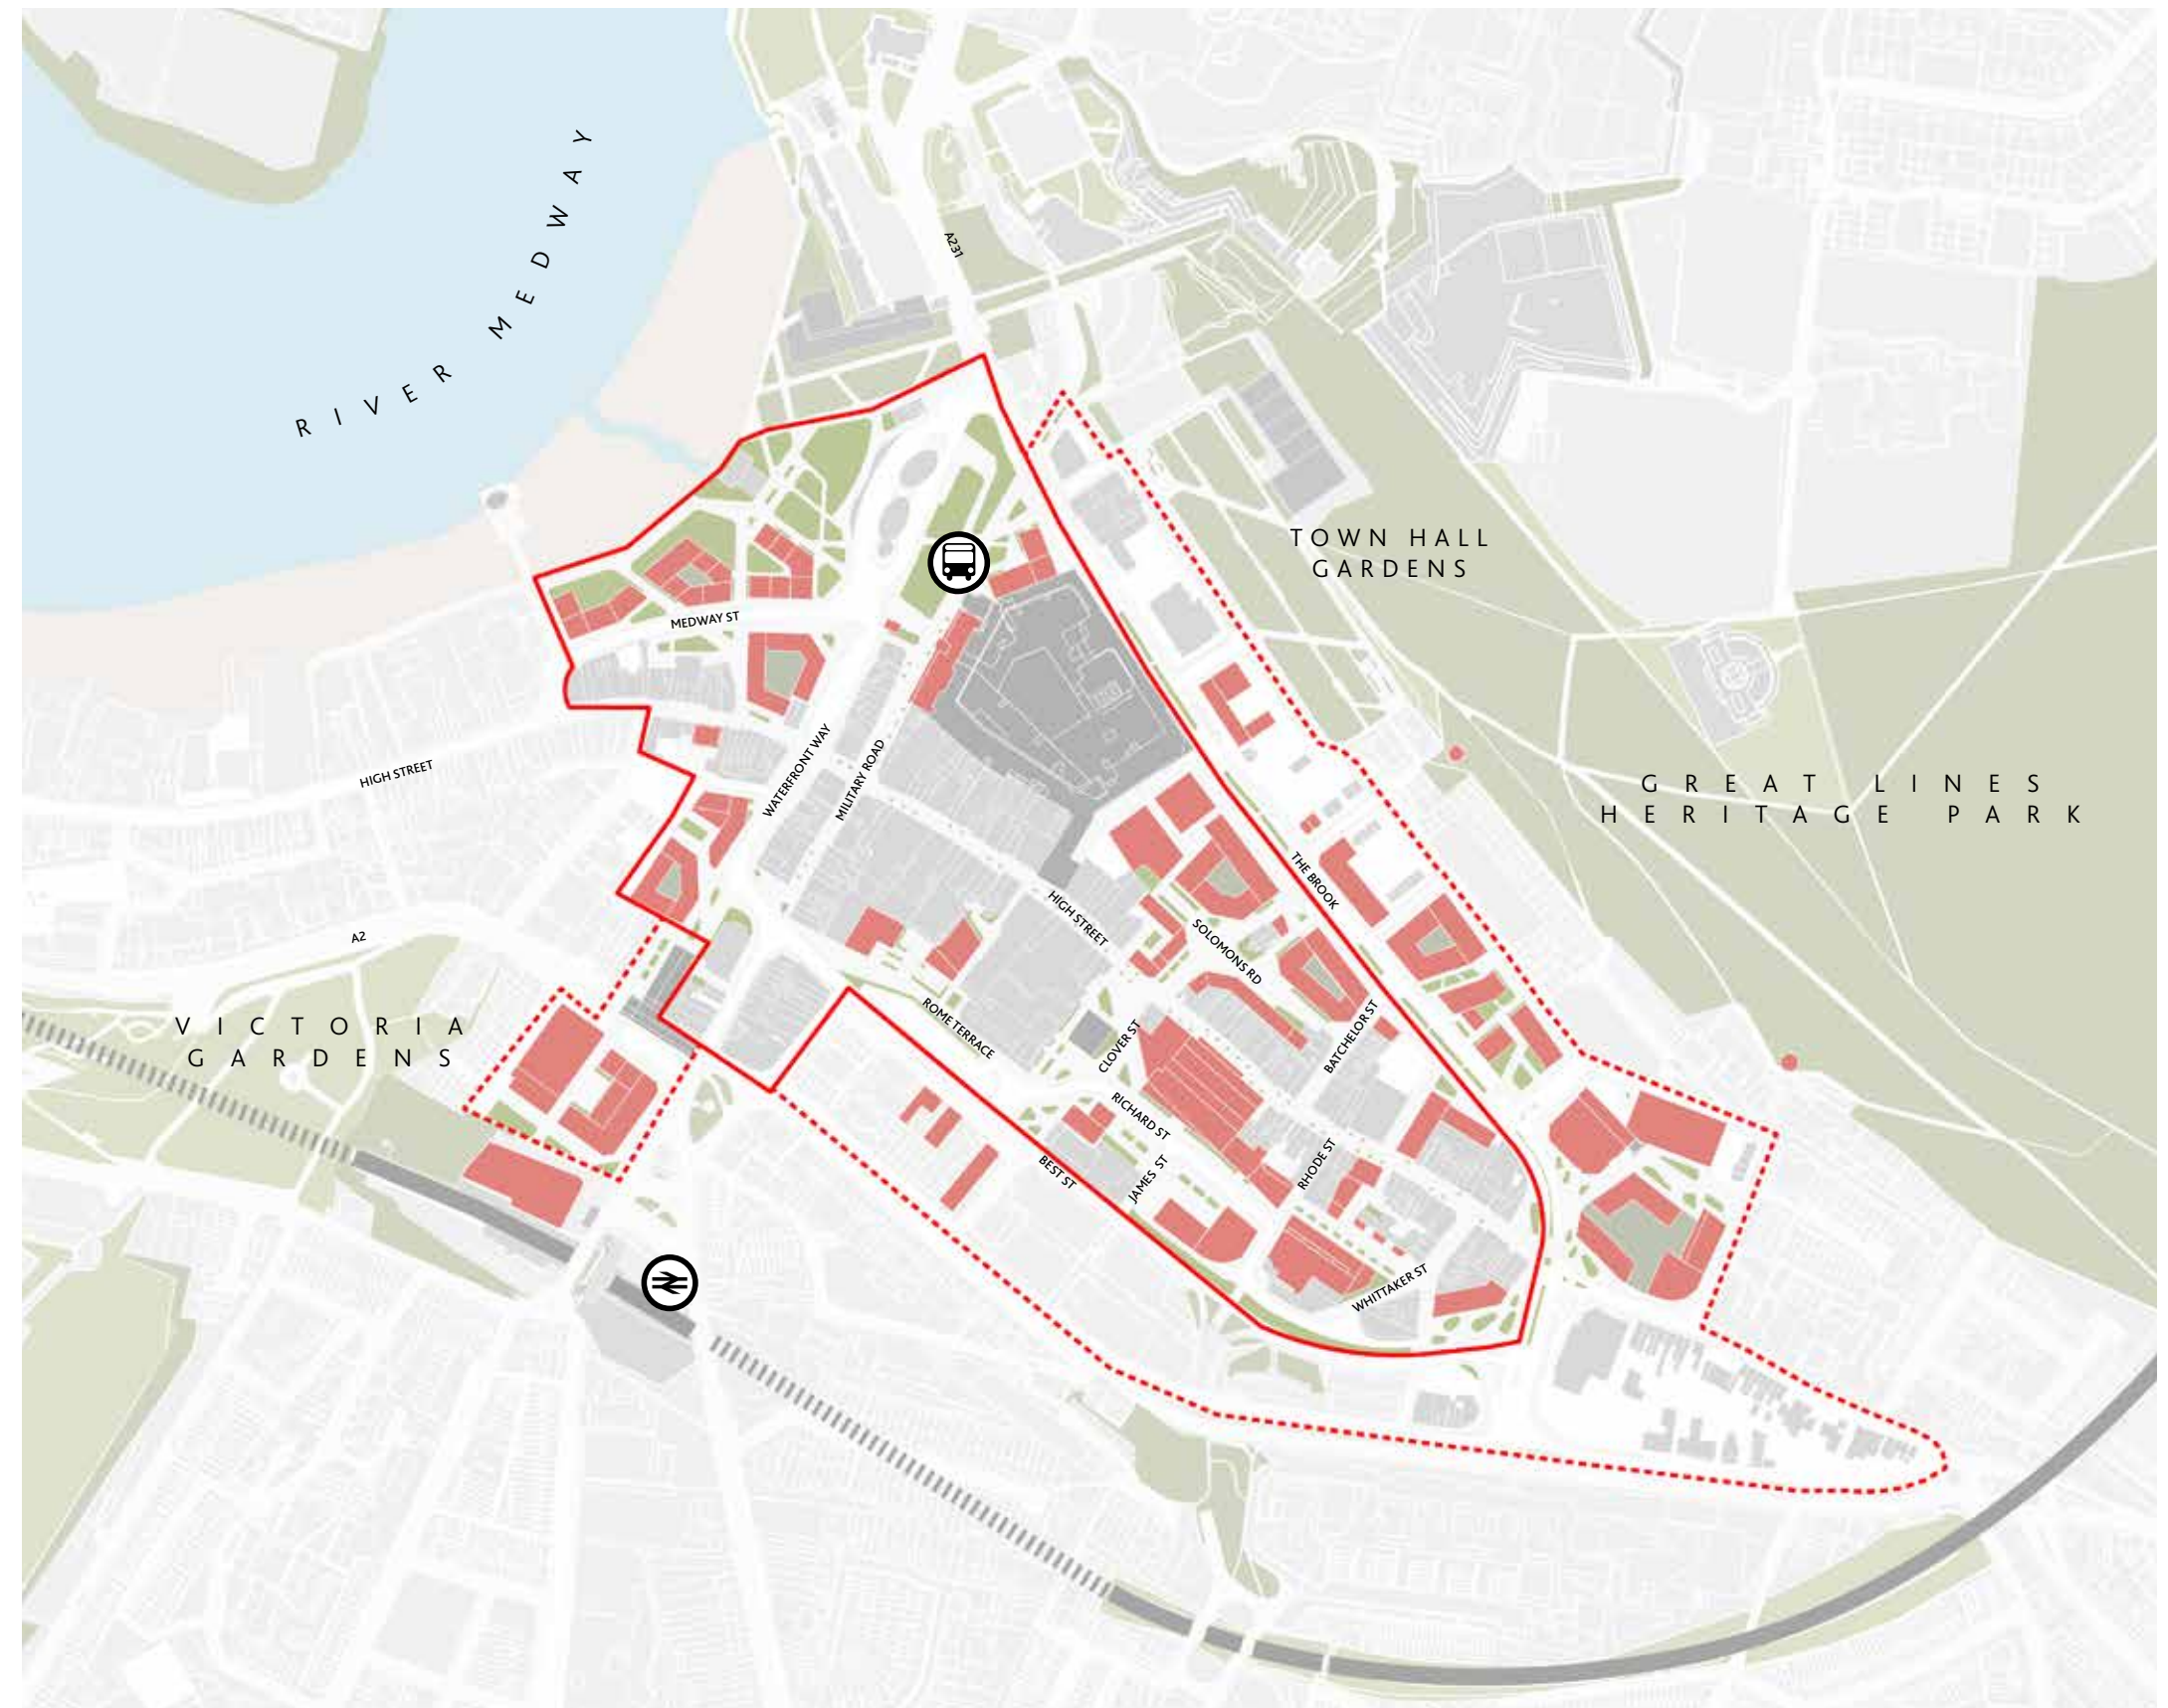 RIVER MEDWAY
A231
TOWN HALL
GARDENS
MEDWAY ST
HIGH STREET
WATERFRONT WAY
MILITARY ROAD
GREAT LINES
HERITAGE PARK
THE BROOK
HIGH STREET
SOLOMONS RD
A2
VICTORIA
GARDENS
ROME TERRACE
CLOVER ST
BATCHELOR ST
RICHARD ST
BEST ST
JAMES ST
RHODE ST
WHITTAKER ST